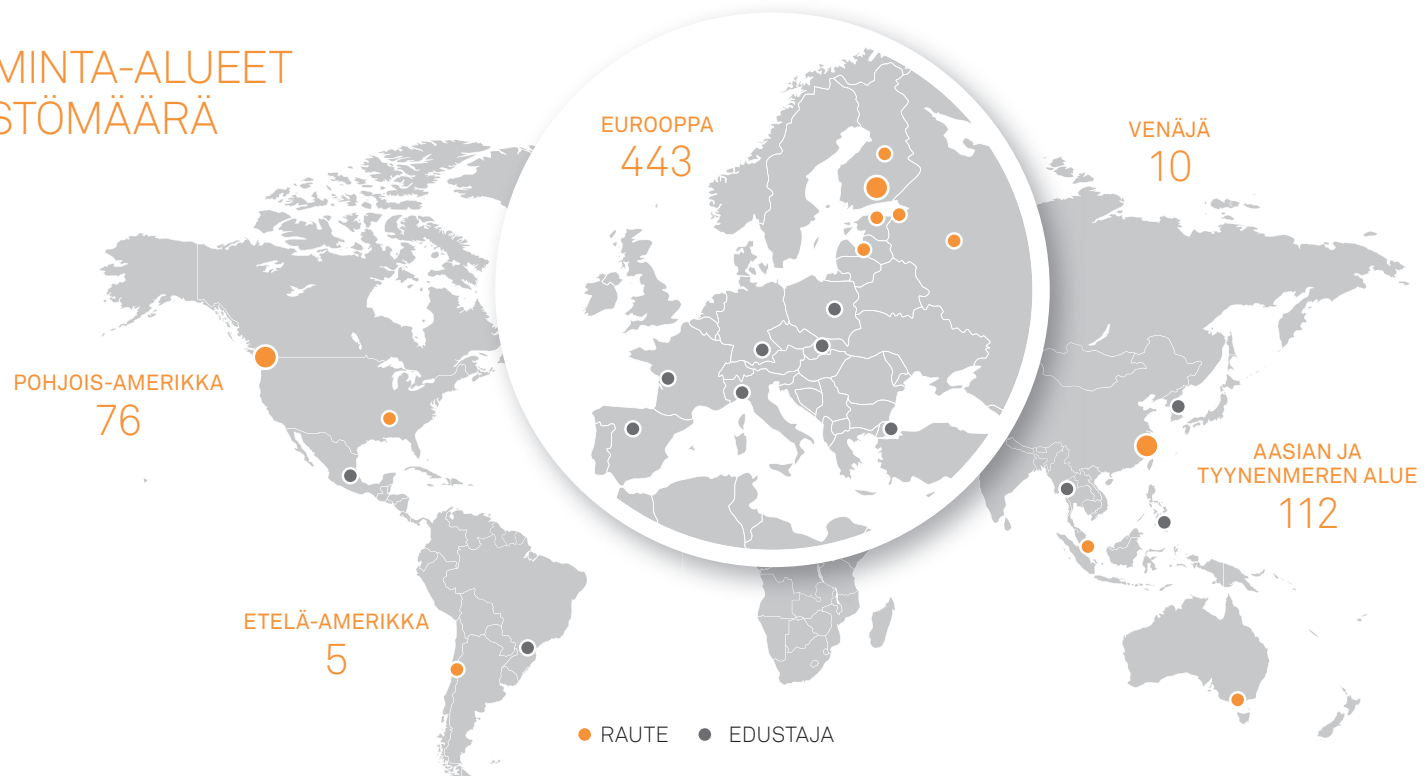 MINTA-ALUEET
STÖMÄÄRÄ
EUROOPPA
443
VENÄJÄ
10
POHJOIS-AMERIKKA
76
AASIAN JA
TYYNENMEREN ALUE
112
ETELÄ-AMERIKKA
5
RAUTE
EDUSTAJA